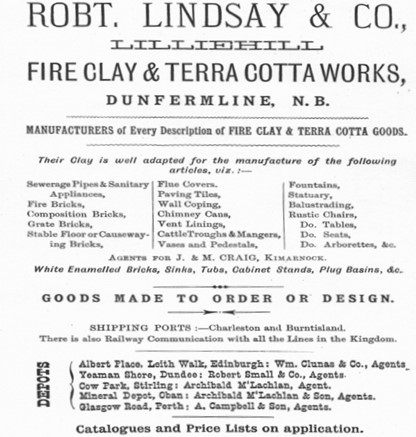 ROBT. LINDSAY & CO.,
LILLIEHILL
FIRE CLAY & TERRA COTTA WORKS,
DUNFERMLINE, N. B.
MANUFACTURERS of Every Description of FIRE CLAY & TERRA COTTA GOODS.
Their Clay is well adapted for the manufacture of the following
articles, viz. :—
Sewerage Pipes & Sanitary
Appliances,
Fire Bricks,
Composition Bricks,
Grate Bricks,
Stable Floor or Causeway-
ing Bricks,
Flue Covers.
Paving Tiles,
Wall Coping,
Chimney Cans,
Vent Linings,
Cattle Troughs & Mangers,
Vases and Pedestals,
Fountains,
Statuary,
Balustrading,
Rustic Chairs,
Do. Tables,
Do. Seats,
Do. Arborettes, &c.
AGENTS FOR J. & M. CRAIG, KIMARNOCK.
White Enamelled Bricks, Sinks, Tubs, Cabinet Stands, Plug Basins, &c.
GOODS MADE TO ORDER OR DESIGN.
SHIPPING PORTS :—Charleston and Burntisland.
There is also Railway Communication with all the Lines in the Kingdom.
DEPOTS
Albert Place, Leith Walk, Edinburgh: Wm. Clunas & Co., Agents.
Yeaman Shore, Dundee: Robert Small & Co., Agents.
Cow Park, Stirling: Archibald M'Lachlan, Agent.
Mineral Depot, Oban: Archibald M'Lachlan & Son, Agents.
Glasgow Road, Perth: A. Campbell & Son, Agents.
Catalogues and Price Lists on application.